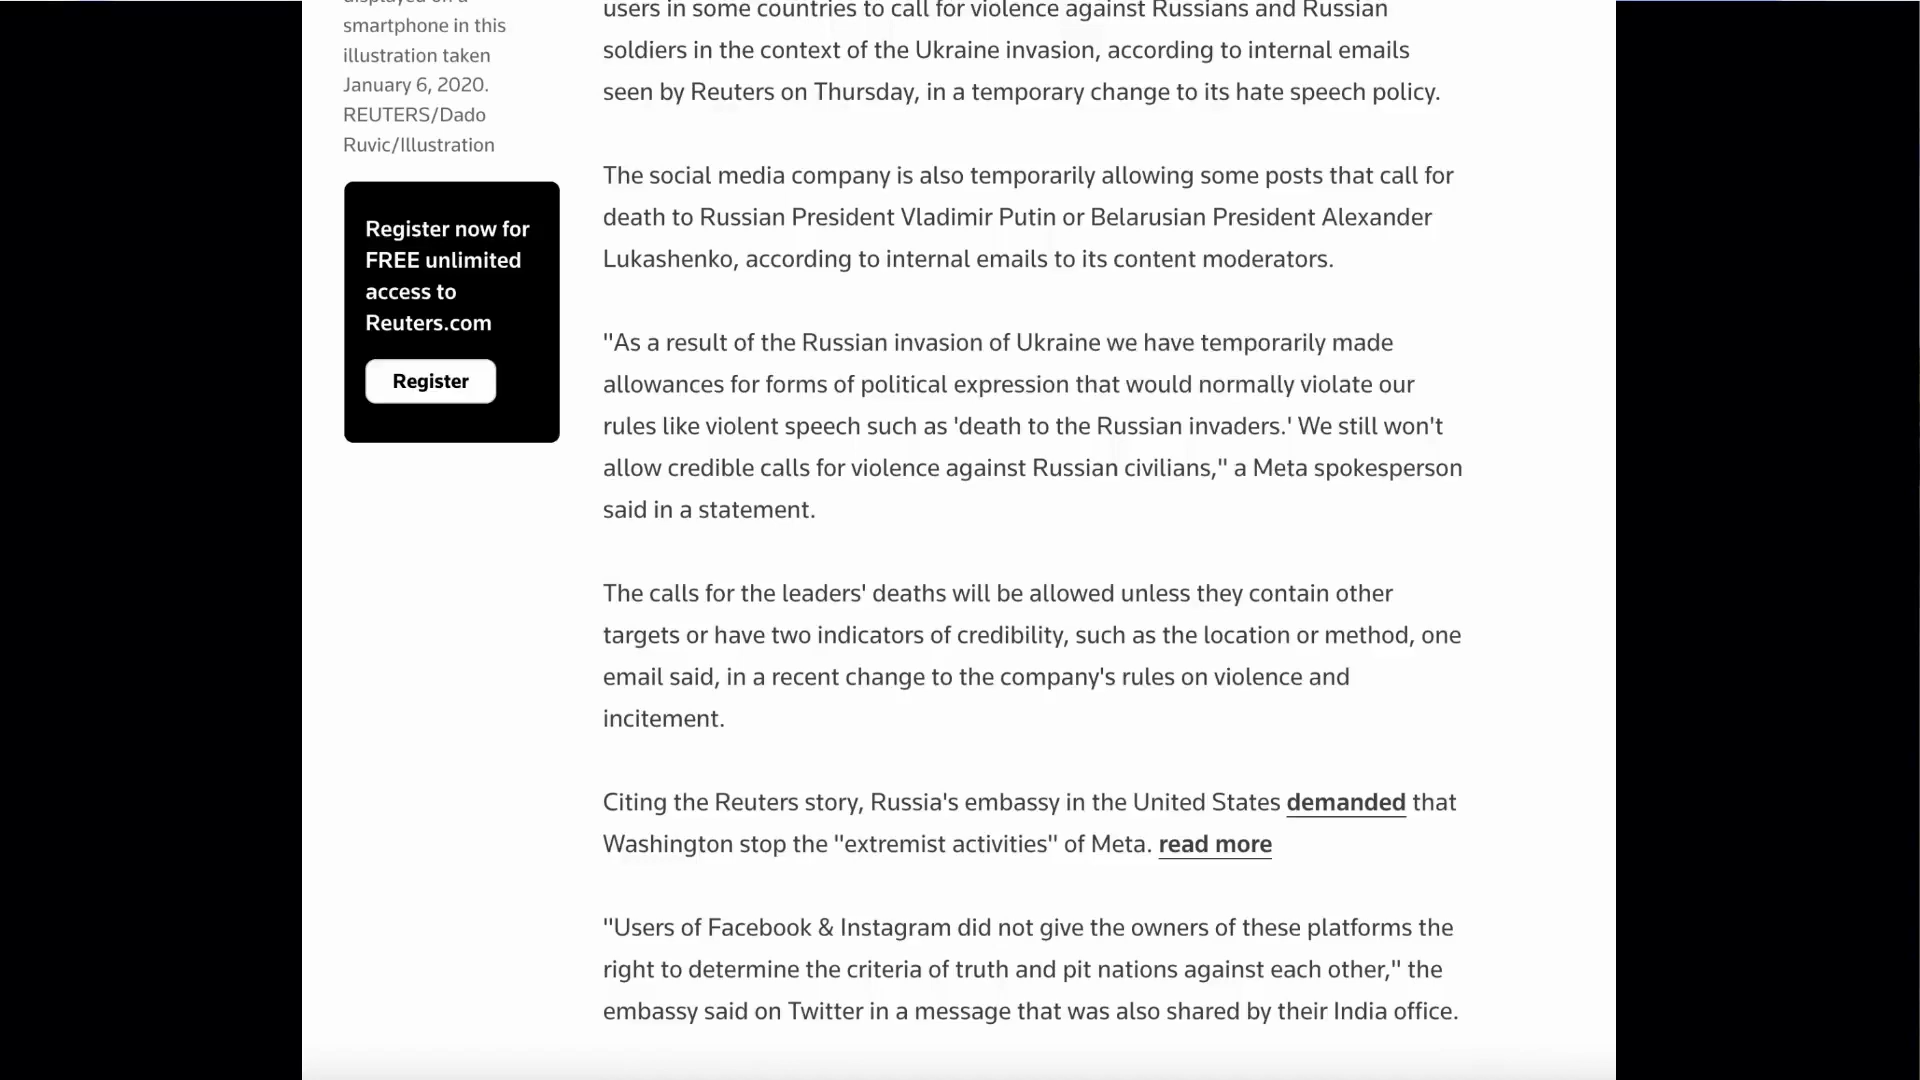 smartphone in this
illustration taken
January 6, 2020.
REUTERS/Dado
Ruvic/Illustration
Register now for
FREE unlimited
access to
Reuters.com
Register
users in some countries to call for violence against Russians and Russian
soldiers in the context of the Ukraine invasion, according to internal emails
seen by Reuters on Thursday, in a temporary change to its hate speech policy.
The social media company is also temporarily allowing some posts that call for
death to Russian President Vladimir Putin or Belarusian President Alexander
Lukashenko, according to internal emails to its content moderators.
"As a result of the Russian invasion of Ukraine we have temporarily made
allowances for forms of political expression that would normally violate our
rules like violent speech such as 'death to the Russian invaders.' We still won't
allow credible calls for violence against Russian civilians," a Meta spokesperson
said in a statement.
The calls for the leaders' deaths will be allowed unless they contain other
targets or have two indicators of credibility, such as the location or method, one
email said, in a recent change to the company's rules on violence and
incitement.
Citing the Reuters story, Russia's embassy in the United States demanded that
Washington stop the "extremist activities" of Meta. read more
"Users of Facebook & Instagram did not give the owners of these platforms the
right to determine the criteria of truth and pit nations against each other," the
embassy said on Twitter in a message that was also shared by their India office.